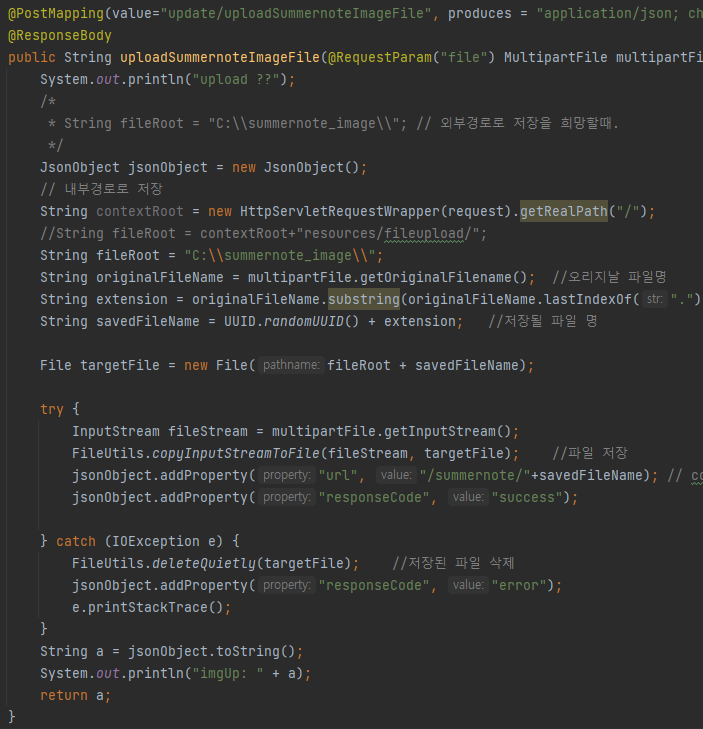 @PostMapping(value="update/uploadSummernoteImageFile", produces = "application/json; ch
@ResponseBody
public String uploadSummernoteImageFile(@RequestParam("file") MultipartFile multipartFi
System.out.println("upload ??");
/*
* String fileRoot = "C:\\summernote_image\\"; // 외부경로로 저장을 희망할때.
*/
JsonObject jsonObject = new JsonObject();
// 내부경로로 저장
String contextRoot = new HttpServletRequestWrapper(request).getRealPath("/");
//String fileRoot = contextRoot+"resources/fileupload/";
String fileRoot = "C:\\summernote_image\\";
String originalFileName = multipartFile.getOriginalFilename(); //오리지날 파일명
String extension = originalFileName.substring(originalFileName.lastIndexOf( str: ".")
String savedFileName = UUID.randomUUID() + extension; //저장될 파일 명
File targetFile = new File( pathname: fileRoot + savedFileName);
try {
InputStream fileStream = multipartFile.getInputStream();
FileUtils.copyInputStreamToFile(fileStream, targetFile); //파일 저장
jsonObject.addProperty( property: "url", value: "/summernote/"+savedFileName); // co
jsonObject.addProperty( property: "responseCode", value: "success");
} catch (IOException e) {
FileUtils.deleteQuietly(targetFile); //저장된 파일 삭제
jsonObject.addProperty( property: "responseCode", value: "error");
e.printStackTrace();
}
String a = jsonObject.toString();
System.out.println("imgUp: " + a);
return a;
}